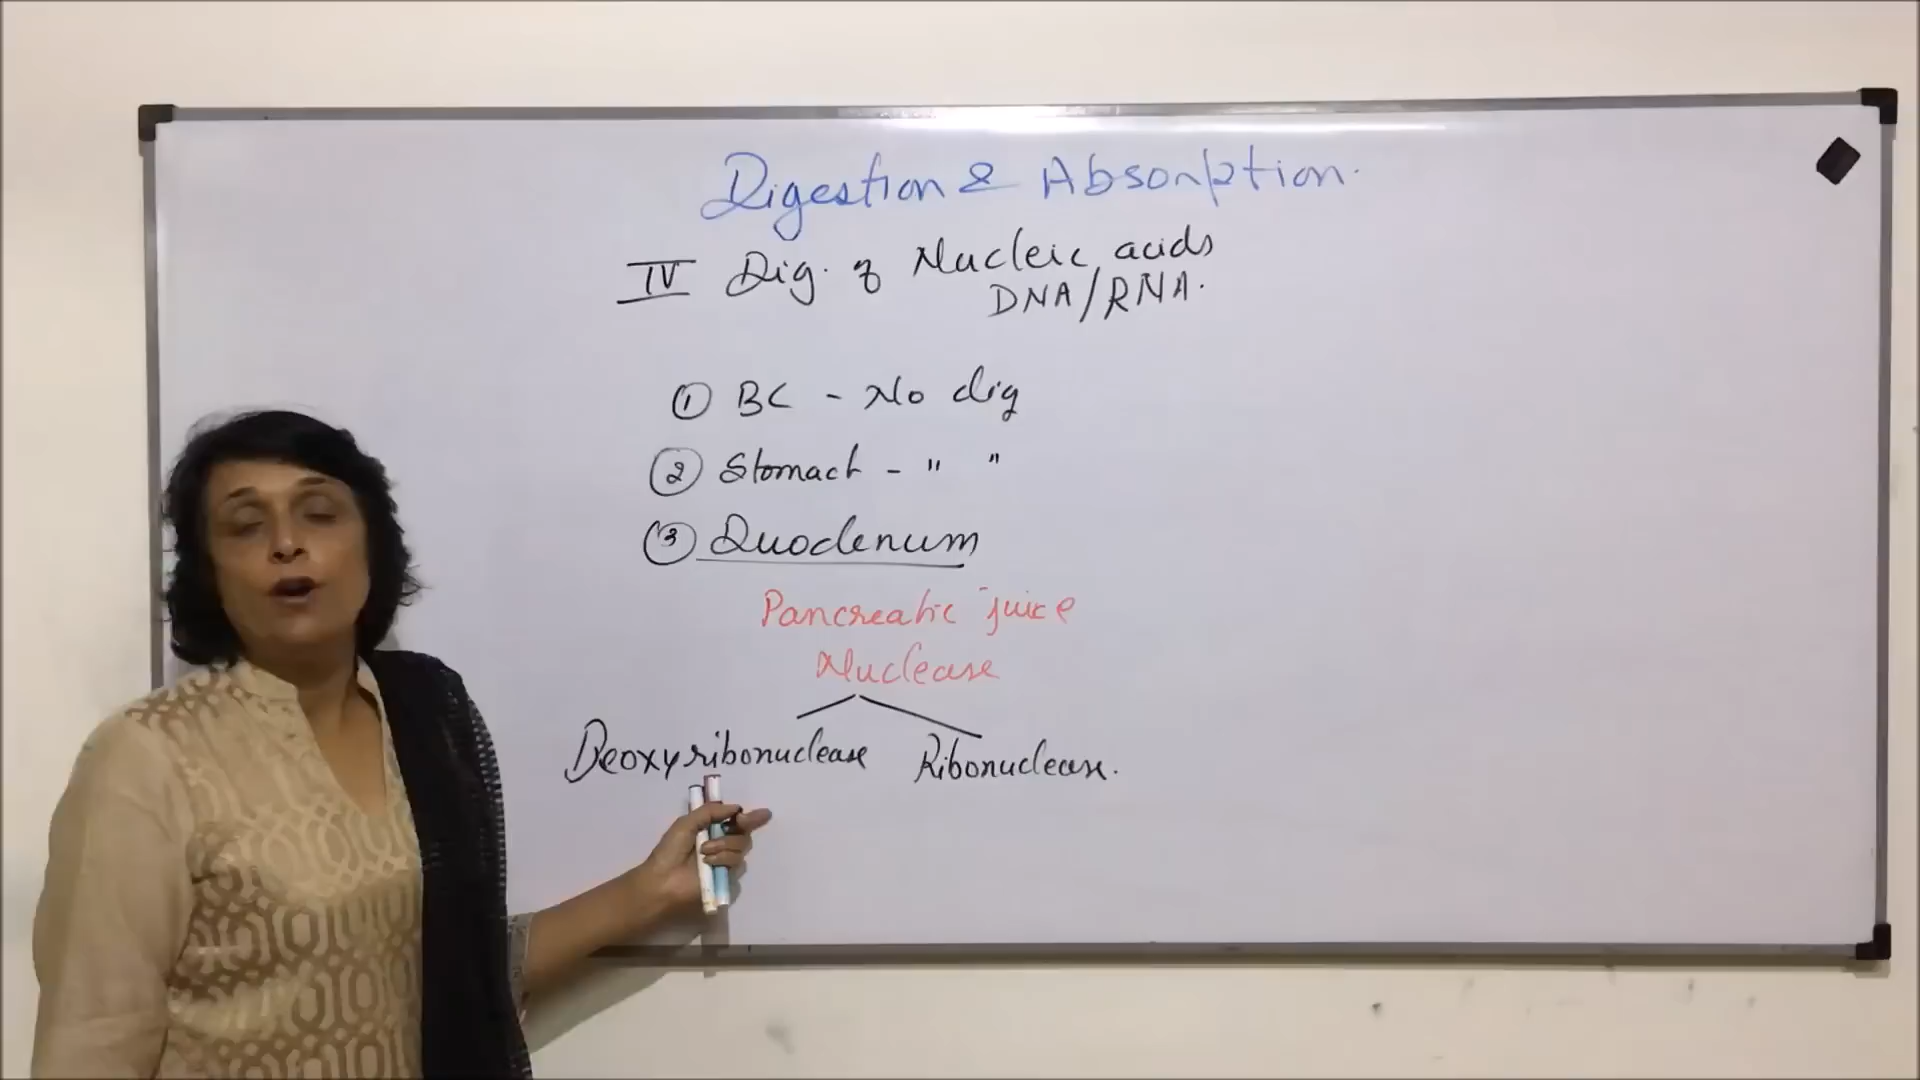 Digestion & Absorption.
IV Dig. of Nucleic acids
DNA/RNA.
① BC - No dig
② Stomach - " "
③ Duodenum
Pancreatic juice
Nuclease
Deoxyribonuclease Ribonuclease.